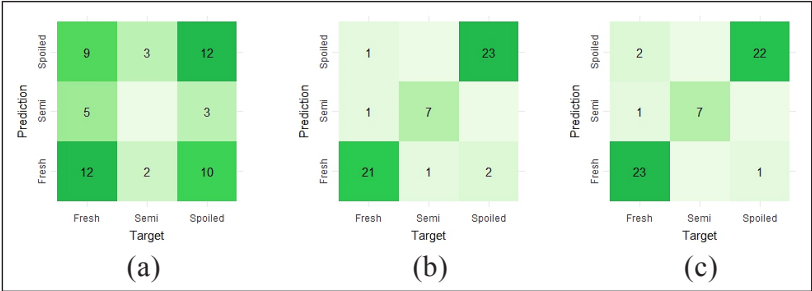 Prediction
Spoiled
Semi
Fresh
9 3 12
5 3
12 2 10
Fresh Semi Spoiled
Target
(a)
Prediction
Spoiled
Semi
Fresh
1 23
1 7
21 1 2
Fresh Semi Spoiled
Target
(b)
Prediction
Spoiled
Semi
Fresh
2 22
1 7
23 1
Fresh Semi Spoiled
Target
(c)